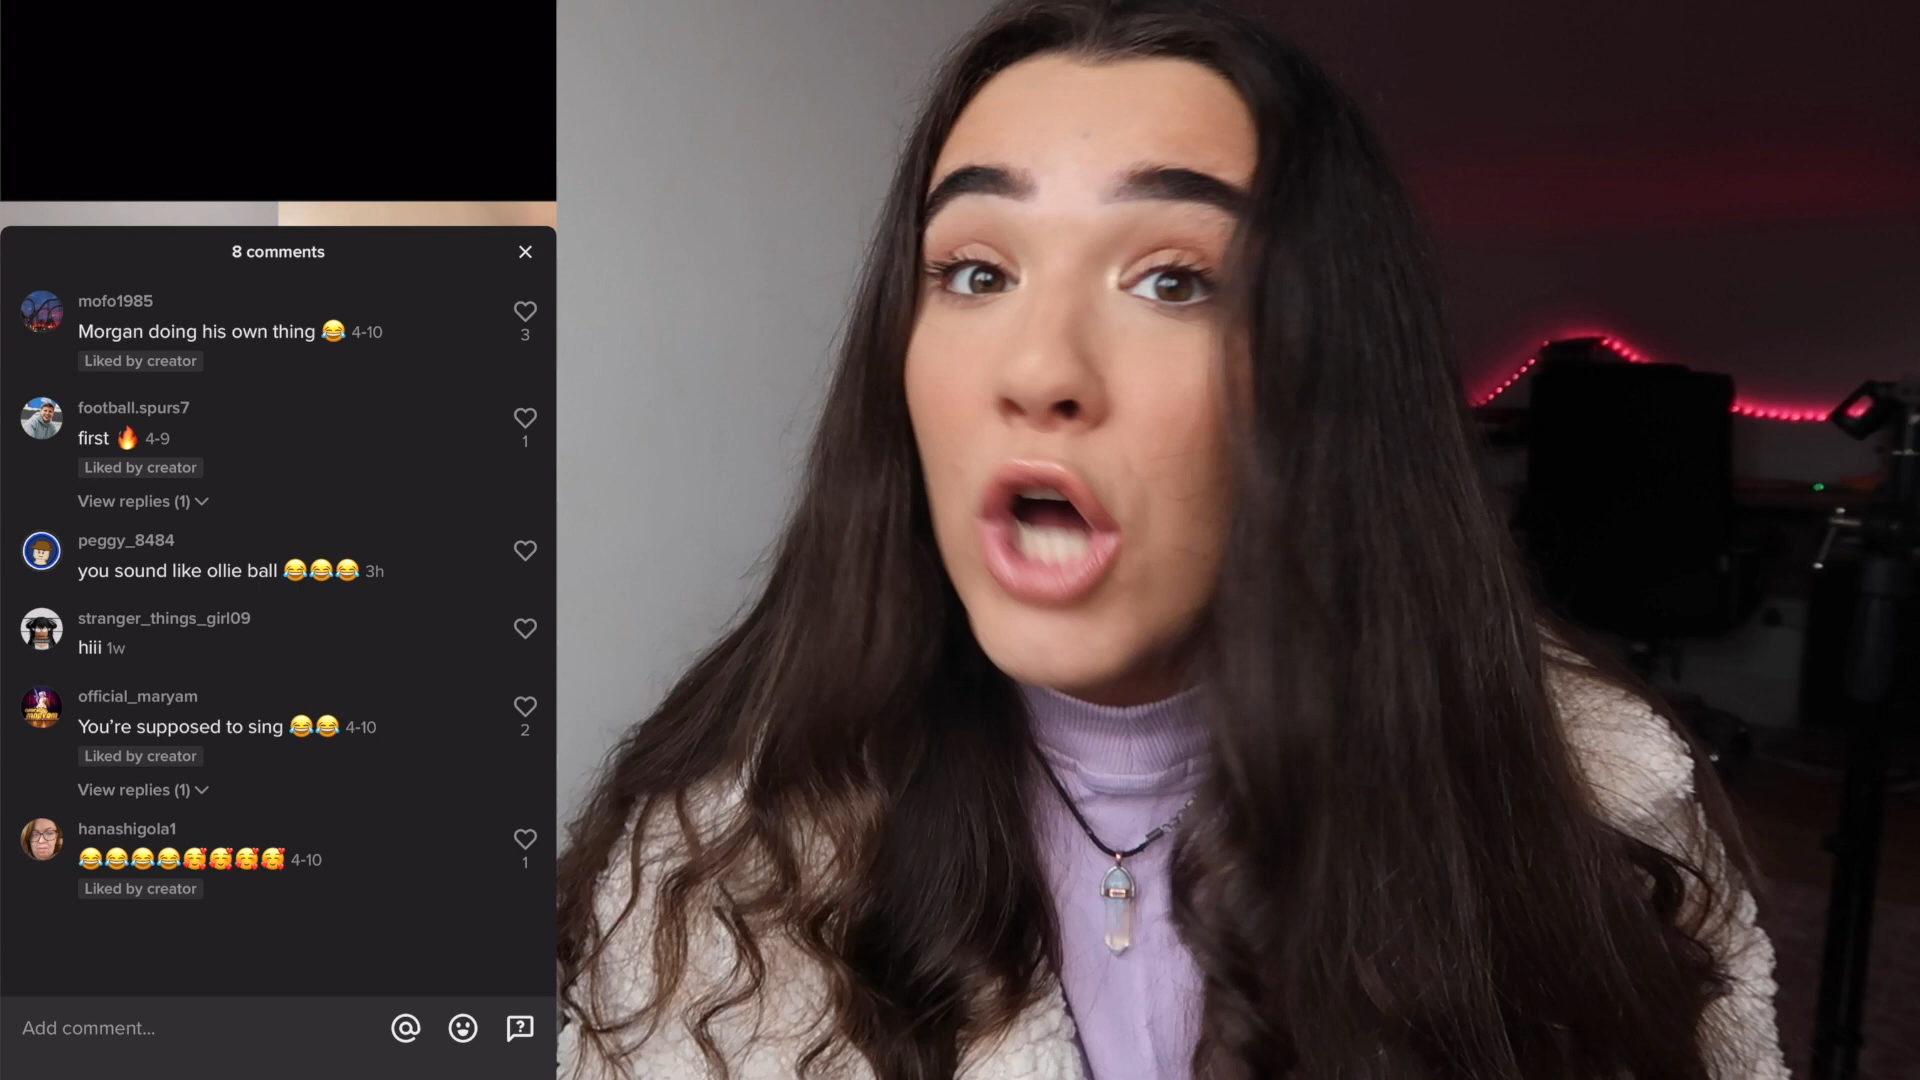 8 comments
mofo1985
Morgan doing his own thing 😂 4-10
3
Liked by creator
football.spurs7
first 🔥 4-9
1
Liked by creator
View replies (1)
peggy_8484
you sound like ollie ball 😂😂😂 3h
stranger_things_girl09
hiii 1w
official_maryam
You’re supposed to sing 😂😂 4-10
2
Liked by creator
View replies (1)
hanashigola1
😂😂😂😂🥰🥰🥰🥰 4-10
1
Liked by creator
Add comment...